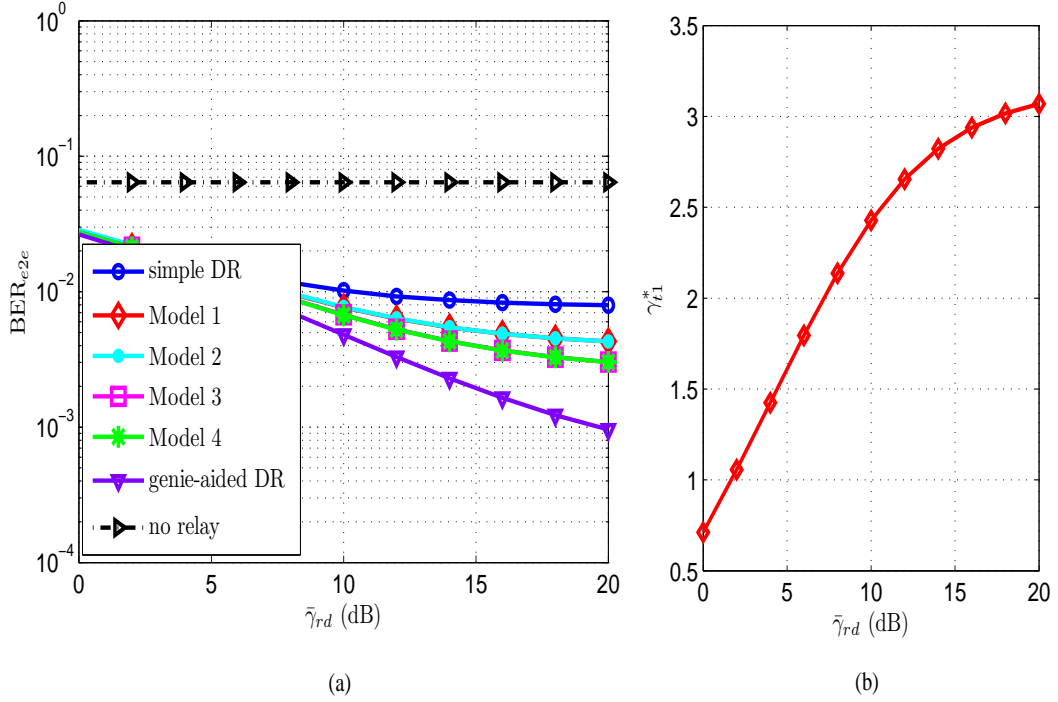 10^0
10^-1
10^-2
10^-3
10^-4
BER_{e2e}
simple DR
Model 1
Model 2
Model 3
Model 4
genie-aided DR
no relay
0 5 10 15 20
γ̄_{rd} (dB)
(a)
3.5
3
2.5
2
1.5
1
0.5
γ*_{t1}
0 5 10 15 20
γ̄_{rd} (dB)
(b)